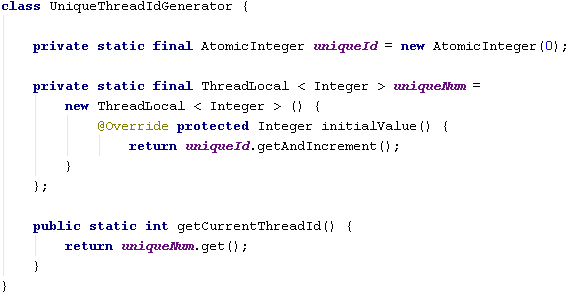 class UniqueThreadIdGenerator {
private static final AtomicInteger uniqueId = new AtomicInteger(0);
private static final ThreadLocal < Integer > uniqueNum =
new ThreadLocal < Integer > () {
@Override protected Integer initialValue() {
return uniqueId.getAndIncrement();
}
};
public static int getCurrentThreadId() {
return uniqueNum.get();
}
}